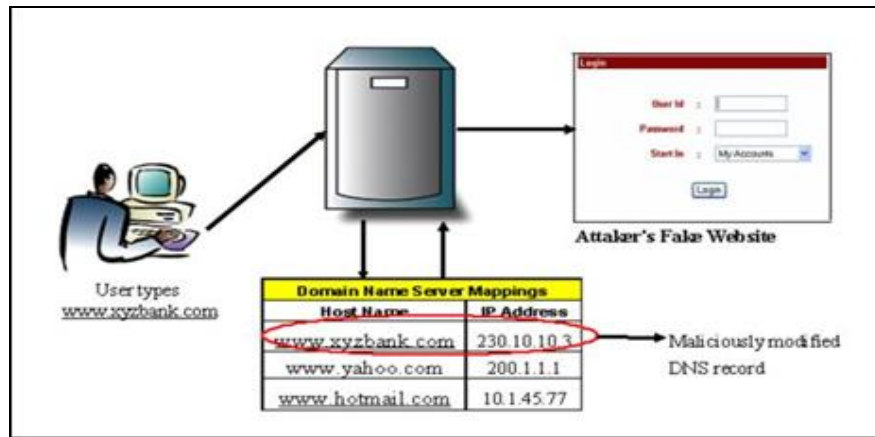 Login
User Id :
Password :
Start In : My Accounts
Login
Attaker's Fake Website
User types
www.xyzbank.com
Domain Name Server Mappings
Host Name IP Address
www.xyzbank.com 230.10.10.3
www.yahoo.com 200.1.1.1
www.hotmail.com 10.1.45.77
Maliciously modified
DNS record